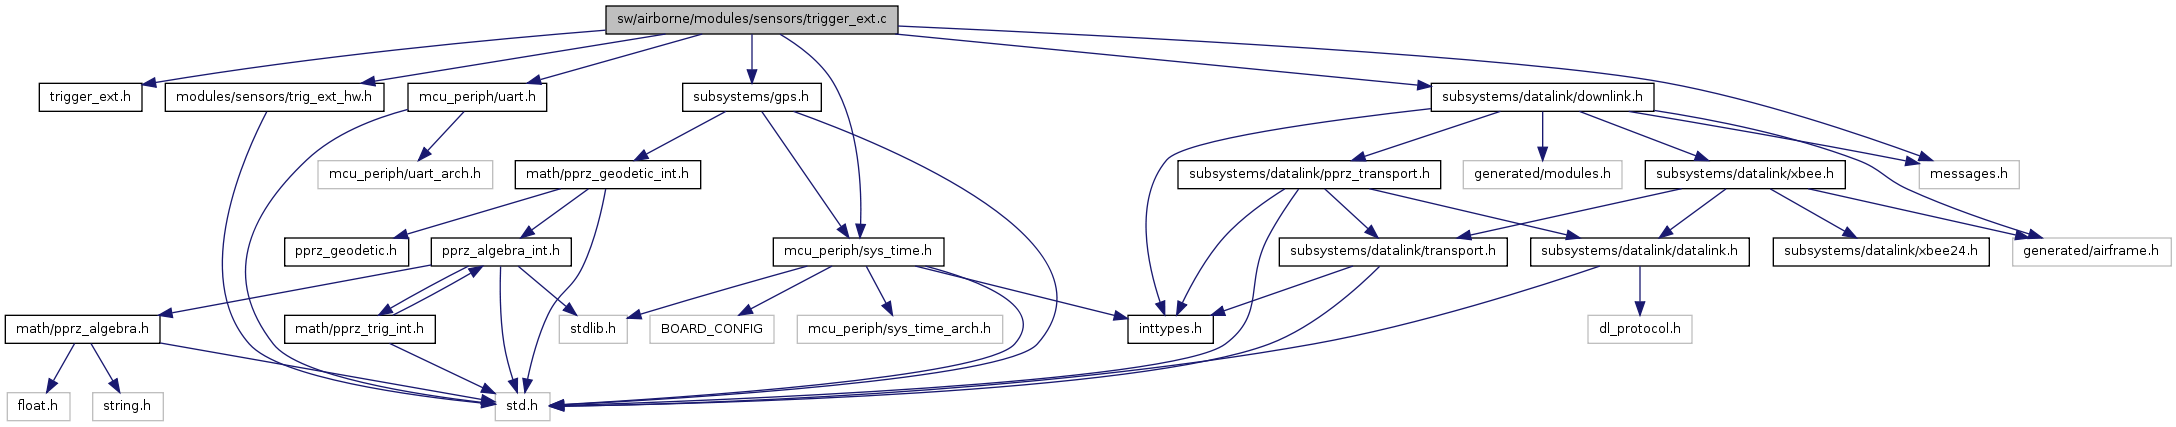 sw/airborne/modules/sensors/trigger_ext.c
trigger_ext.h
modules/sensors/trig_ext_hw.h
mcu_periph/uart.h
subsystems/gps.h
subsystems/datalink/downlink.h
mcu_periph/uart_arch.h
math/pprz_geodetic_int.h
subsystems/datalink/pprz_transport.h
generated/modules.h
subsystems/datalink/xbee.h
messages.h
pprz_geodetic.h
pprz_algebra_int.h
mcu_periph/sys_time.h
subsystems/datalink/transport.h
subsystems/datalink/datalink.h
subsystems/datalink/xbee24.h
generated/airframe.h
math/pprz_algebra.h
math/pprz_trig_int.h
stdlib.h
BOARD_CONFIG
mcu_periph/sys_time_arch.h
inttypes.h
dl_protocol.h
float.h
string.h
std.h